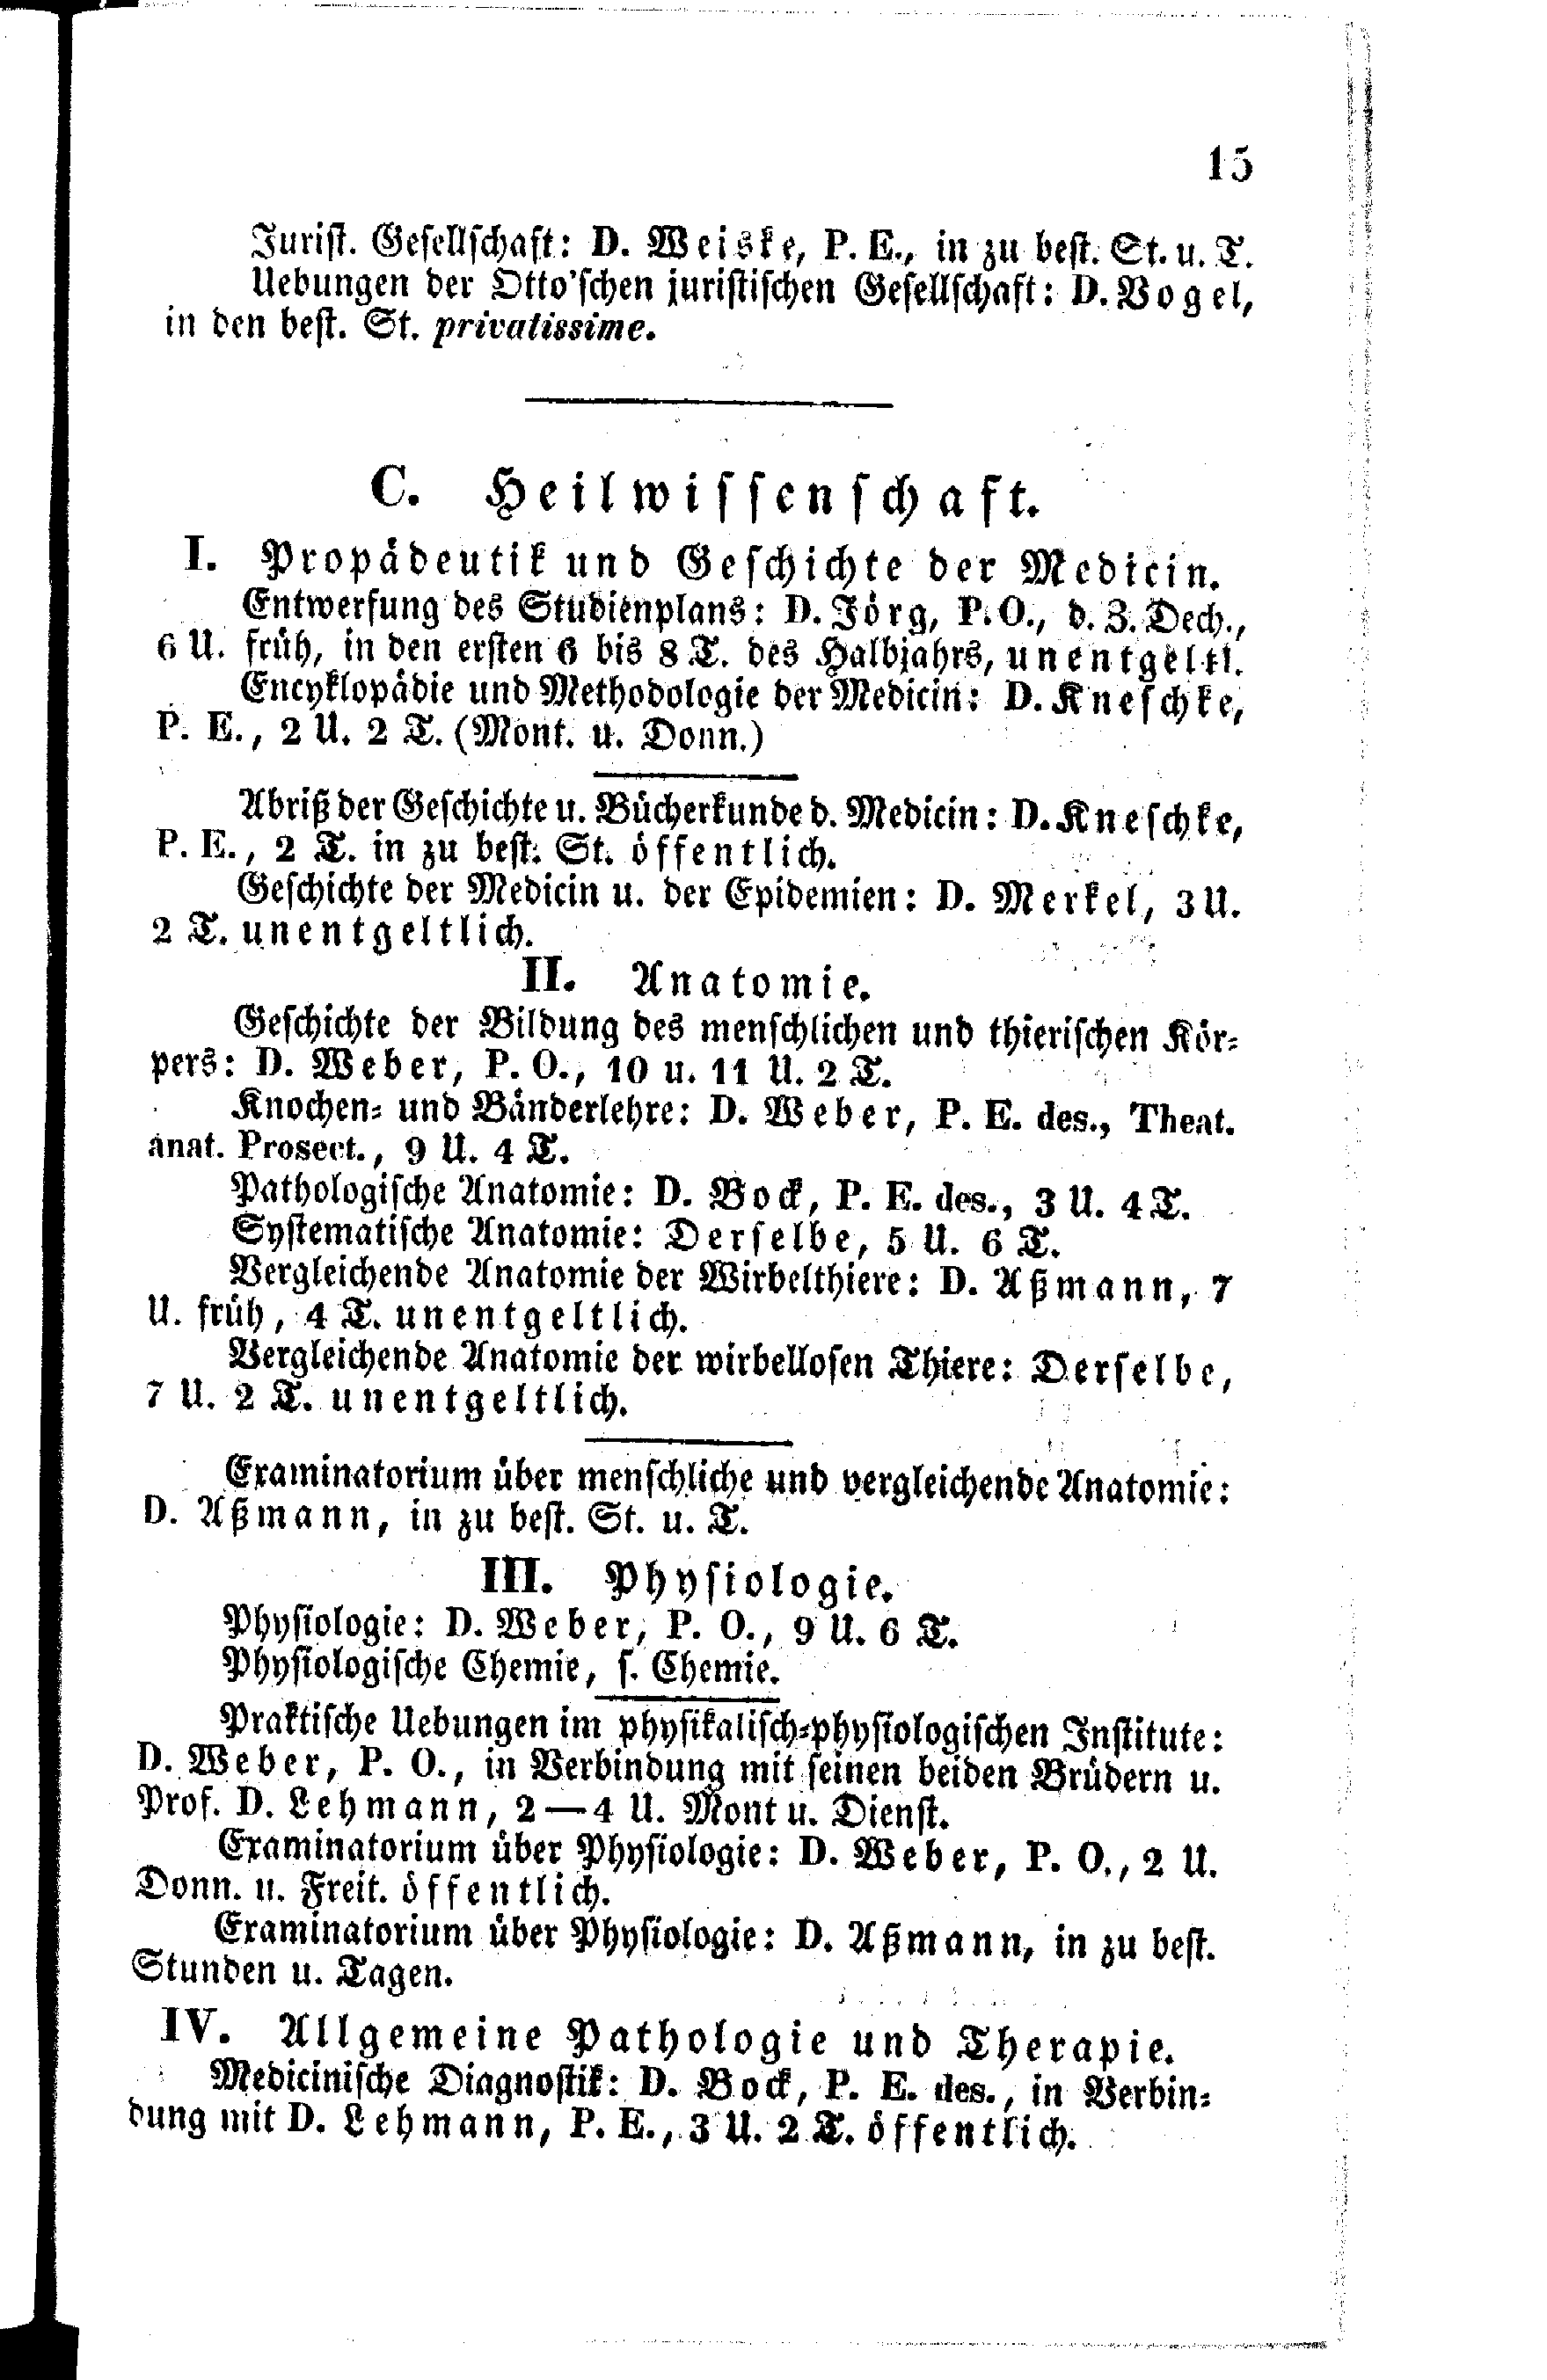 15
Jurist. Gesellschaft: D. Weiske, P. E., in zu best. St. u. T.
Uebungen der Otto'schen juristischen Gesellschaft: D. Vogel,
in den best. St. privatissime.
C. Heilwissenschaft.
I. Propädeutik und Geschichte der Medicin.
Entwerfung des Studienplans: D. Jörg, P. O., d. Z. Dech.,
6 U. früh, in den ersten 6 bis 8 T. des Halbjahrs, unentgeltl.
Encyklopädie und Methodologie der Medicin: D. Kneschke,
P. E., 2 U. 2 T. (Mont. u. Donn.)
Abriß der Geschichte u. Bücherkunde d. Medicin: D. Kneschke,
P. E., 2 T. in zu best. St. öffentlich.
Geschichte der Medicin u. der Epidemien: D. Merkel, 3 U.
2 T. unentgeltlich.
II. Anatomie.
Geschichte der Bildung des menschlichen und thierischen Kör-
pers: D. Weber, P. O., 10 u. 11 U. 2 T.
Knochen- und Bänderlehre: D. Weber, P. E. des., Theat.
anat. Prosect., 9 U. 4 T.
Pathologische Anatomie: D. Bock, P. E. des., 3 U. 4 T.
Systematische Anatomie: Derselbe, 5 U. 6 T.
Vergleichende Anatomie der Wirbelthiere: D. Aßmann, 7
U. früh, 4 T. unentgeltlich.
Vergleichende Anatomie der wirbellosen Thiere: Derselbe,
7 U. 2 T. unentgeltlich.
Examinatorium über menschliche und vergleichende Anatomie:
D. Aßmann, in zu best. St. u. T.
III. Physiologie.
Physiologie: D. Weber, P. O., 9 U. 6 T.
Physiologische Chemie, s. Chemie.
Praktische Uebungen im physikalisch-physiologischen Institute:
D. Weber, P. O., in Verbindung mit seinen beiden Brüdern u.
Prof. D. Lehmann, 2—4 U. Mont u. Dienst.
Examinatorium über Physiologie: D. Weber, P. O., 2 U.
Donn. u. Freit. öffentlich.
Examinatorium über Physiologie: D. Aßmann, in zu best.
Stunden u. Tagen.
IV. Allgemeine Pathologie und Therapie.
Medicinische Diagnostik: D. Bock, P. E. des., in Verbin-
dung mit D. Lehmann, P. E., 3 U. 2 T. öffentlich.